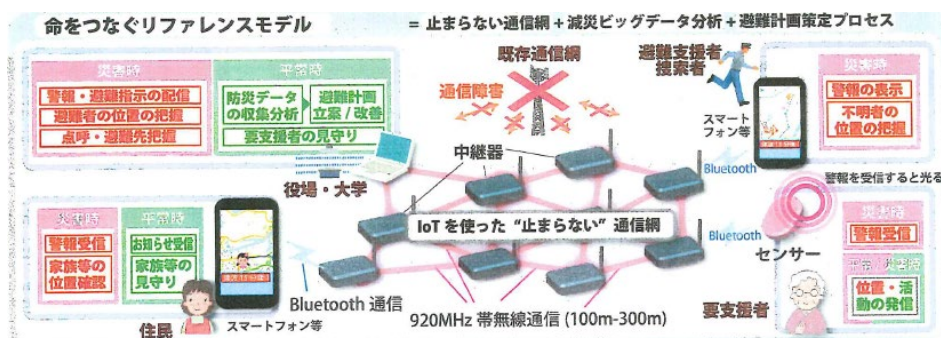 命をつなぐリファレンスモデル
= 止まらない通信網+減災ビッグデータ分析+避難計画策定プロセス
災害時
警報・避難指示の配信
避難者の位置の把握
点呼・避難先把握
平常時
防災データ
の収集分析
避難計画
立案/改善
要支援者の見守り
役場・大学
既存通信網
通信障害
中継器
避難支援者
捜索者
スマート
フォン等
災害時
警報の表示
不明者の
位置の把握
Bluetooth
警報を受信すると光る
IoTを使った“止まらない”通信網
Bluetooth
センサー
災害時
警報受信
平常/災害時
位置・活
動の発信
要支援者
災害時
警報受信
家族等の
位置確認
平常時
お知らせ受信
家族等の
見守り
住民
スマートフォン等
Bluetooth 通信
920MHz 帯無線通信 (100m-300m)